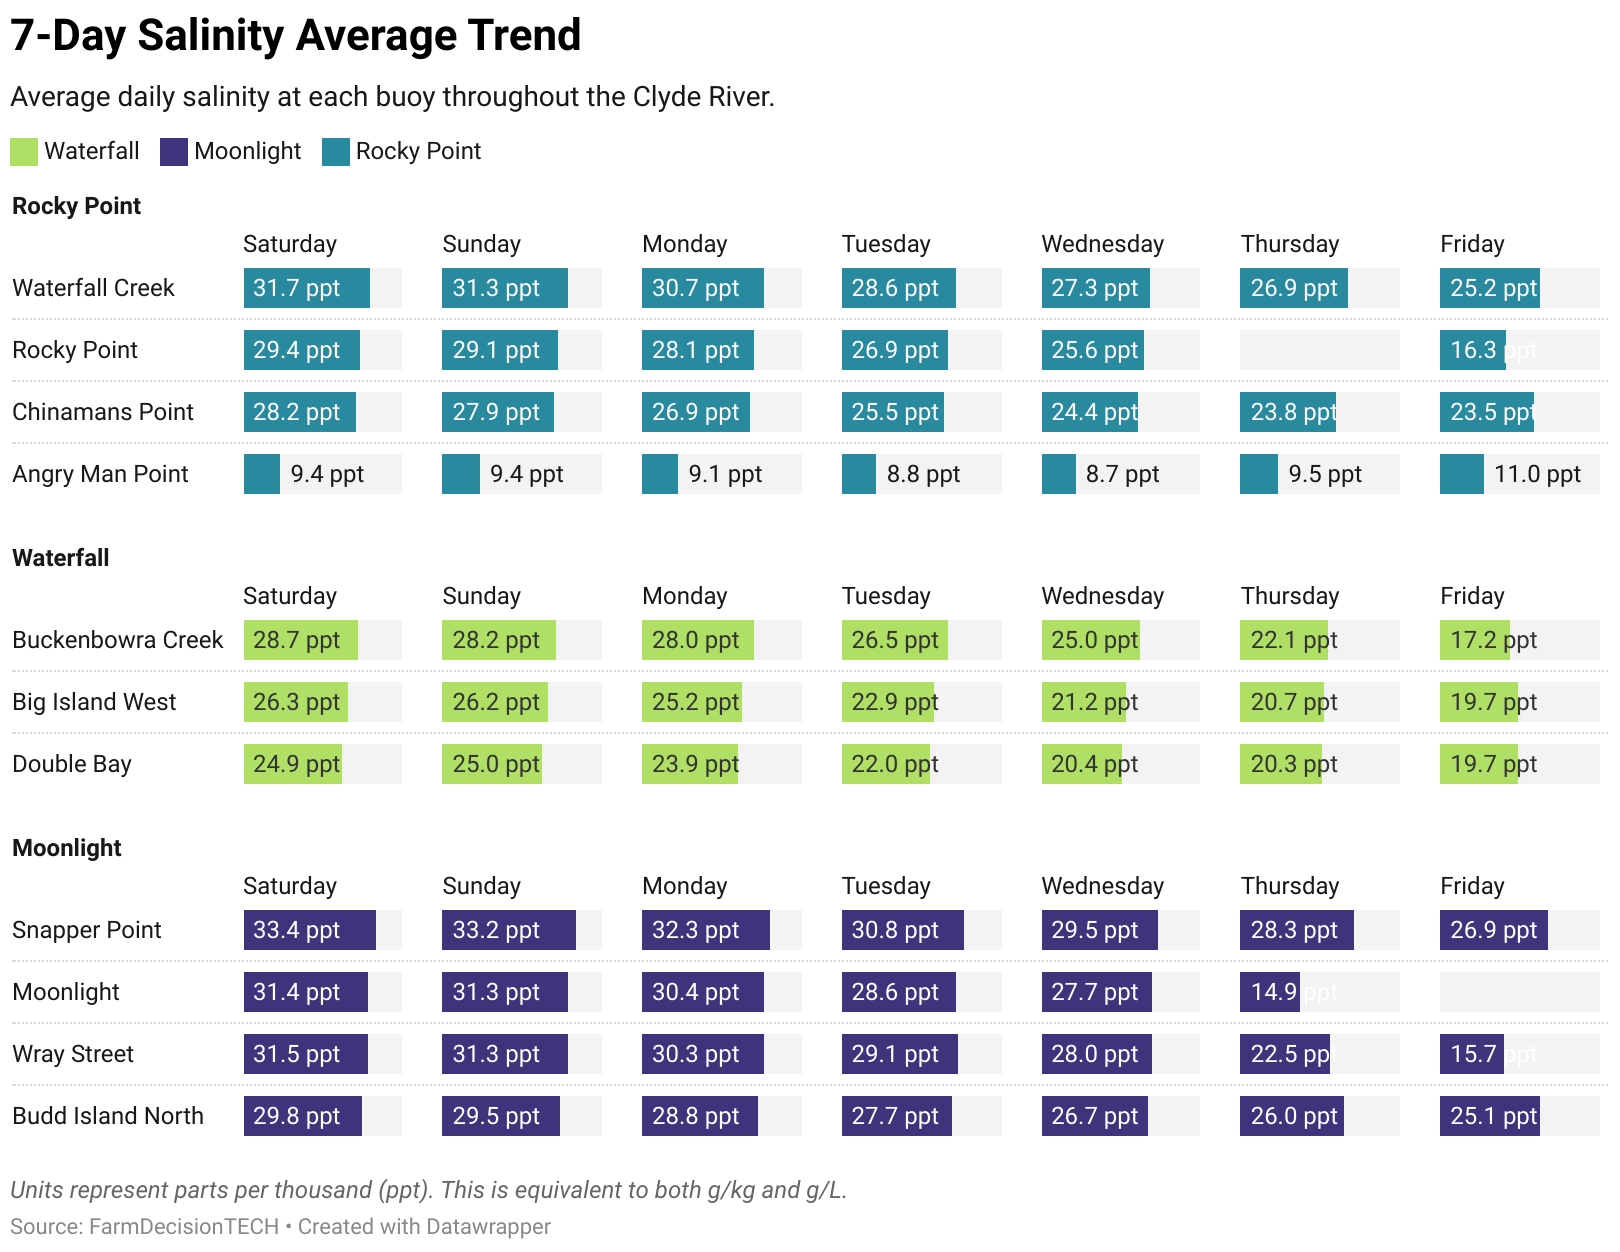 7-Day Salinity Average Trend
Average daily salinity at each buoy throughout the Clyde River.
Waterfall Moonlight Rocky Point
Rocky Point
Saturday Sunday Monday Tuesday Wednesday Thursday Friday
Waterfall Creek 31.7 ppt 31.3 ppt 30.7 ppt 28.6 ppt 27.3 ppt 26.9 ppt 25.2 ppt
Rocky Point 29.4 ppt 29.1 ppt 28.1 ppt 26.9 ppt 25.6 ppt 16.3 ppt
Chinamans Point 28.2 ppt 27.9 ppt 26.9 ppt 25.5 ppt 24.4 ppt 23.8 ppt 23.5 ppt
Angry Man Point 9.4 ppt 9.4 ppt 9.1 ppt 8.8 ppt 8.7 ppt 9.5 ppt 11.0 ppt
Waterfall
Saturday Sunday Monday Tuesday Wednesday Thursday Friday
Buckenbowra Creek 28.7 ppt 28.2 ppt 28.0 ppt 26.5 ppt 25.0 ppt 22.1 ppt 17.2 ppt
Big Island West 26.3 ppt 26.2 ppt 25.2 ppt 22.9 ppt 21.2 ppt 20.7 ppt 19.7 ppt
Double Bay 24.9 ppt 25.0 ppt 23.9 ppt 22.0 ppt 20.4 ppt 20.3 ppt 19.7 ppt
Moonlight
Saturday Sunday Monday Tuesday Wednesday Thursday Friday
Snapper Point 33.4 ppt 33.2 ppt 32.3 ppt 30.8 ppt 29.5 ppt 28.3 ppt 26.9 ppt
Moonlight 31.4 ppt 31.3 ppt 30.4 ppt 28.6 ppt 27.7 ppt 14.9 ppt
Wray Street 31.5 ppt 31.3 ppt 30.3 ppt 29.1 ppt 28.0 ppt 22.5 ppt 15.7 ppt
Budd Island North 29.8 ppt 29.5 ppt 28.8 ppt 27.7 ppt 26.7 ppt 26.0 ppt 25.1 ppt
Units represent parts per thousand (ppt). This is equivalent to both g/kg and g/L.
Source: FarmDecisionTECH • Created with Datawrapper